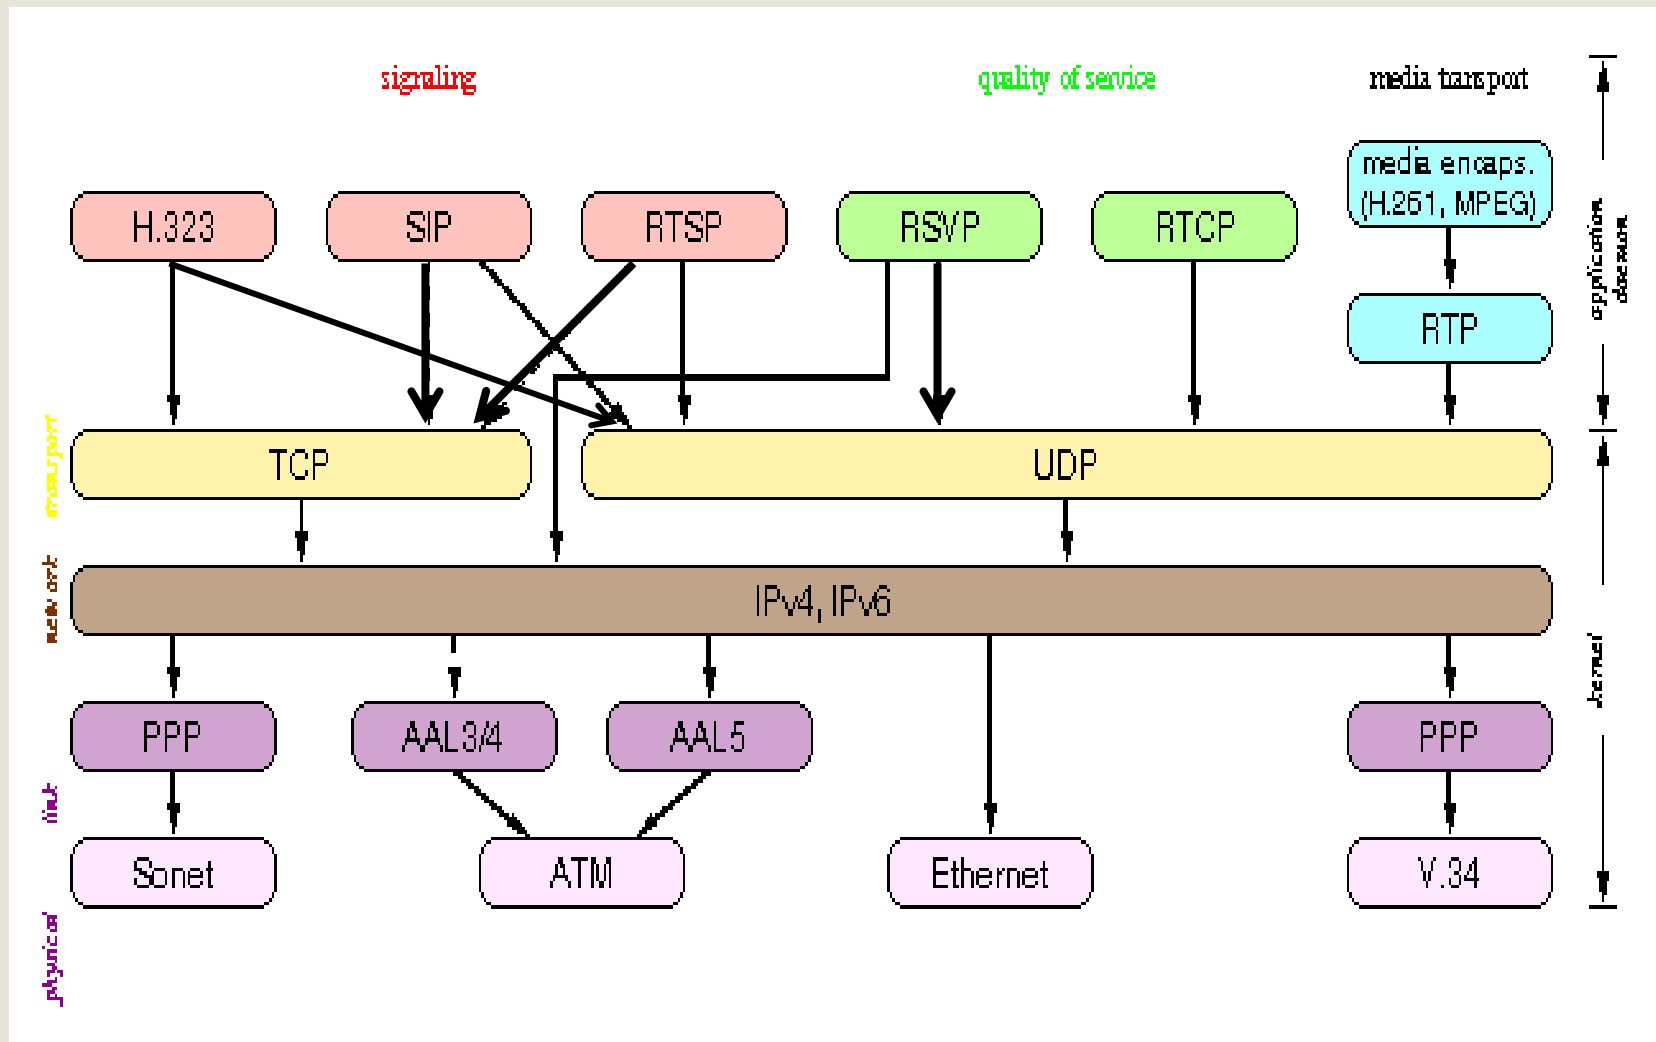 signaling
quality of service
media transport
media encaps.
(H.261, MPEG)
H.323
SIP
RTSP
RSVP
RTCP
RTP
application
daemon
TCP
UDP
transport
IPv4, IPv6
network
kernel
PPP
AAL3/4
AAL5
PPP
link
Sonet
ATM
Ethernet
V.34
physical